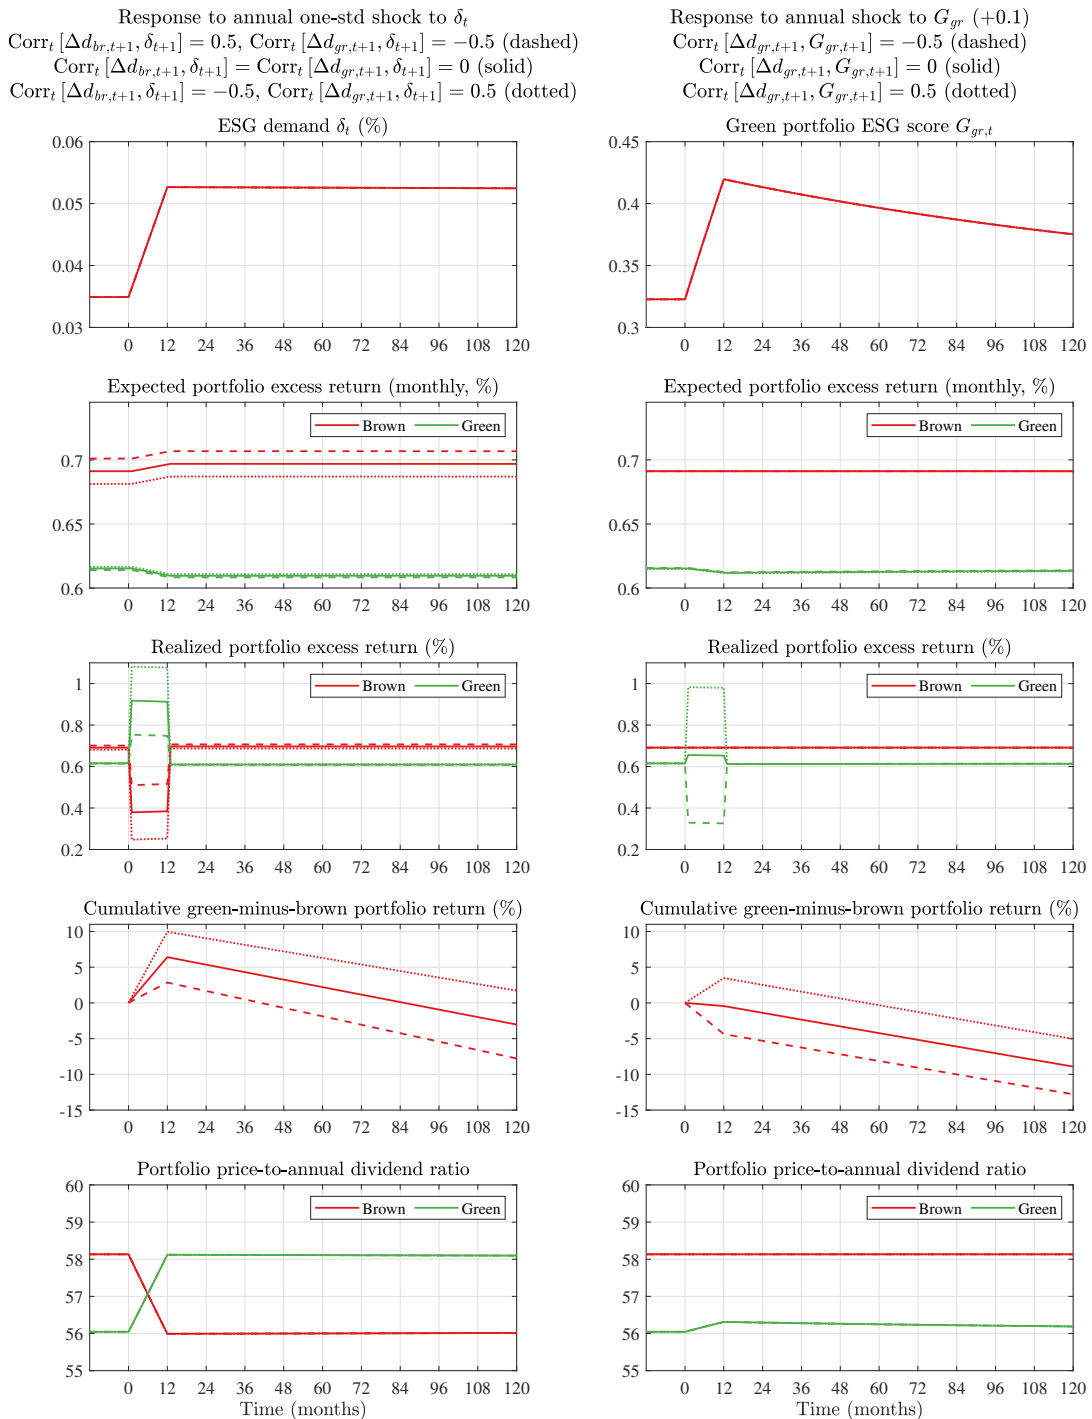 Response to annual one-std shock to δt
Corrt [Δdbr,t+1, δt+1] = 0.5, Corrt [Δdgr,t+1, δt+1] = −0.5 (dashed)
Corrt [Δdbr,t+1, δt+1] = Corrt [Δdgr,t+1, δt+1] = 0 (solid)
Corrt [Δdbr,t+1, δt+1] = −0.5, Corrt [Δdgr,t+1, δt+1] = 0.5 (dotted)
ESG demand δt (%)
0.06
0.05
0.04
0.03
0 12 24 36 48 60 72 84 96 108 120
Expected portfolio excess return (monthly, %)
Brown Green
0.7
0.65
0.6
0 12 24 36 48 60 72 84 96 108 120
Realized portfolio excess return (%)
Brown Green
1
0.8
0.6
0.4
0.2
0 12 24 36 48 60 72 84 96 108 120
Cumulative green-minus-brown portfolio return (%)
10
5
0
-5
-10
-15
0 12 24 36 48 60 72 84 96 108 120
Portfolio price-to-annual dividend ratio
60
Brown Green
59
58
57
56
55
0 12 24 36 48 60 72 84 96 108 120
Time (months)
Response to annual shock to Ggr (+0.1)
Corrt [Δdgr,t+1, Ggr,t+1] = −0.5 (dashed)
Corrt [Δdgr,t+1, Ggr,t+1] = 0 (solid)
Corrt [Δdgr,t+1, Ggr,t+1] = 0.5 (dotted)
Green portfolio ESG score Ggr,t
0.45
0.4
0.35
0.3
0 12 24 36 48 60 72 84 96 108 120
Expected portfolio excess return (monthly, %)
Brown Green
0.7
0.65
0.6
0 12 24 36 48 60 72 84 96 108 120
Realized portfolio excess return (%)
Brown Green
1
0.8
0.6
0.4
0.2
0 12 24 36 48 60 72 84 96 108 120
Cumulative green-minus-brown portfolio return (%)
10
5
0
-5
-10
-15
0 12 24 36 48 60 72 84 96 108 120
Portfolio price-to-annual dividend ratio
60
Brown Green
59
58
57
56
55
0 12 24 36 48 60 72 84 96 108 120
Time (months)